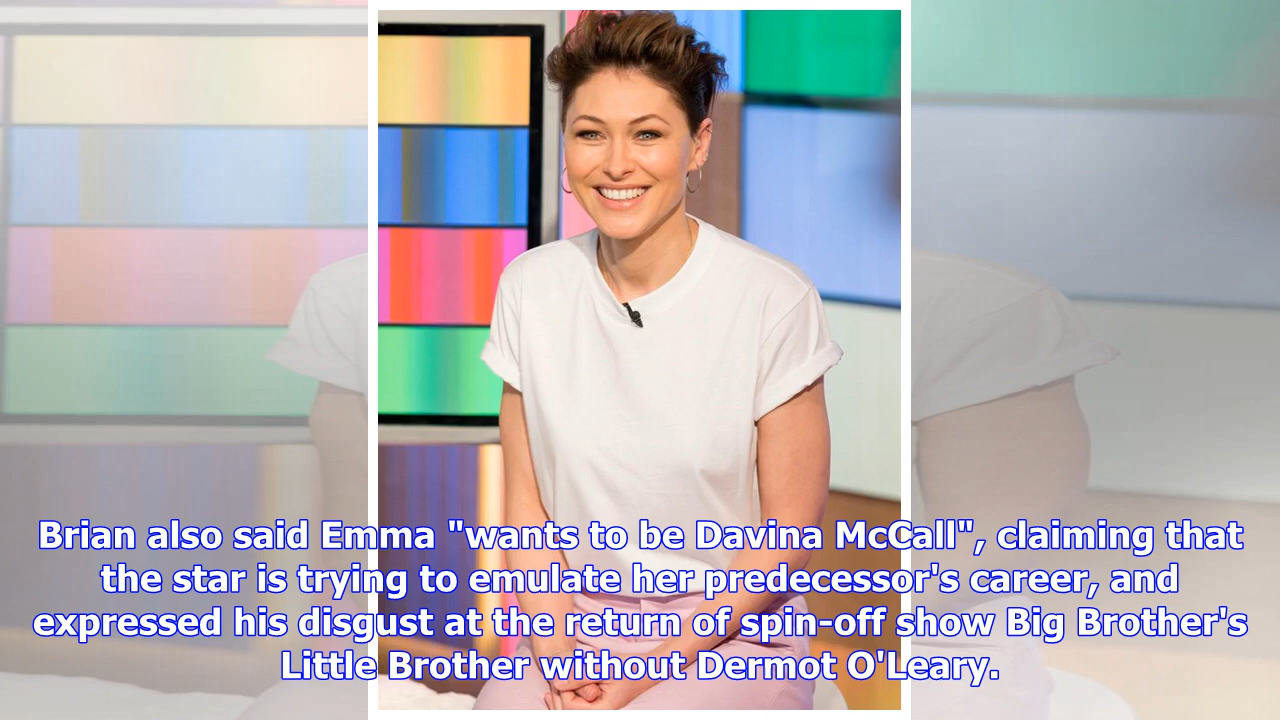 Brian also said Emma "wants to be Davina McCall", claiming that
the star is trying to emulate her predecessor's career, and
expressed his disgust at the return of spin-off show Big Brother's
Little Brother without Dermot O'Leary.